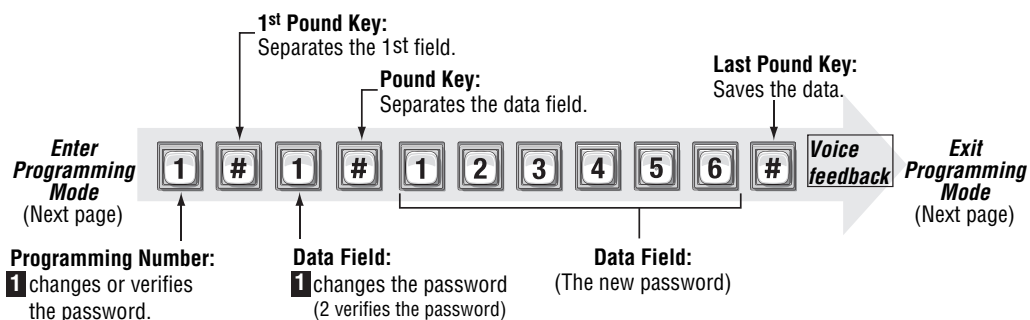 1st Pound Key:
Separates the 1st field.
Pound Key:
Separates the data field.
Last Pound Key:
Saves the data.
Enter
Programming
Mode
(Next page)
1 # 1 # 1 2 3 4 5 6 #
Voice
feedback
Exit
Programming
Mode
(Next page)
Programming Number:
1 changes or verifies
the password.
Data Field:
1 changes the password
(2 verifies the password)
Data Field:
(The new password)